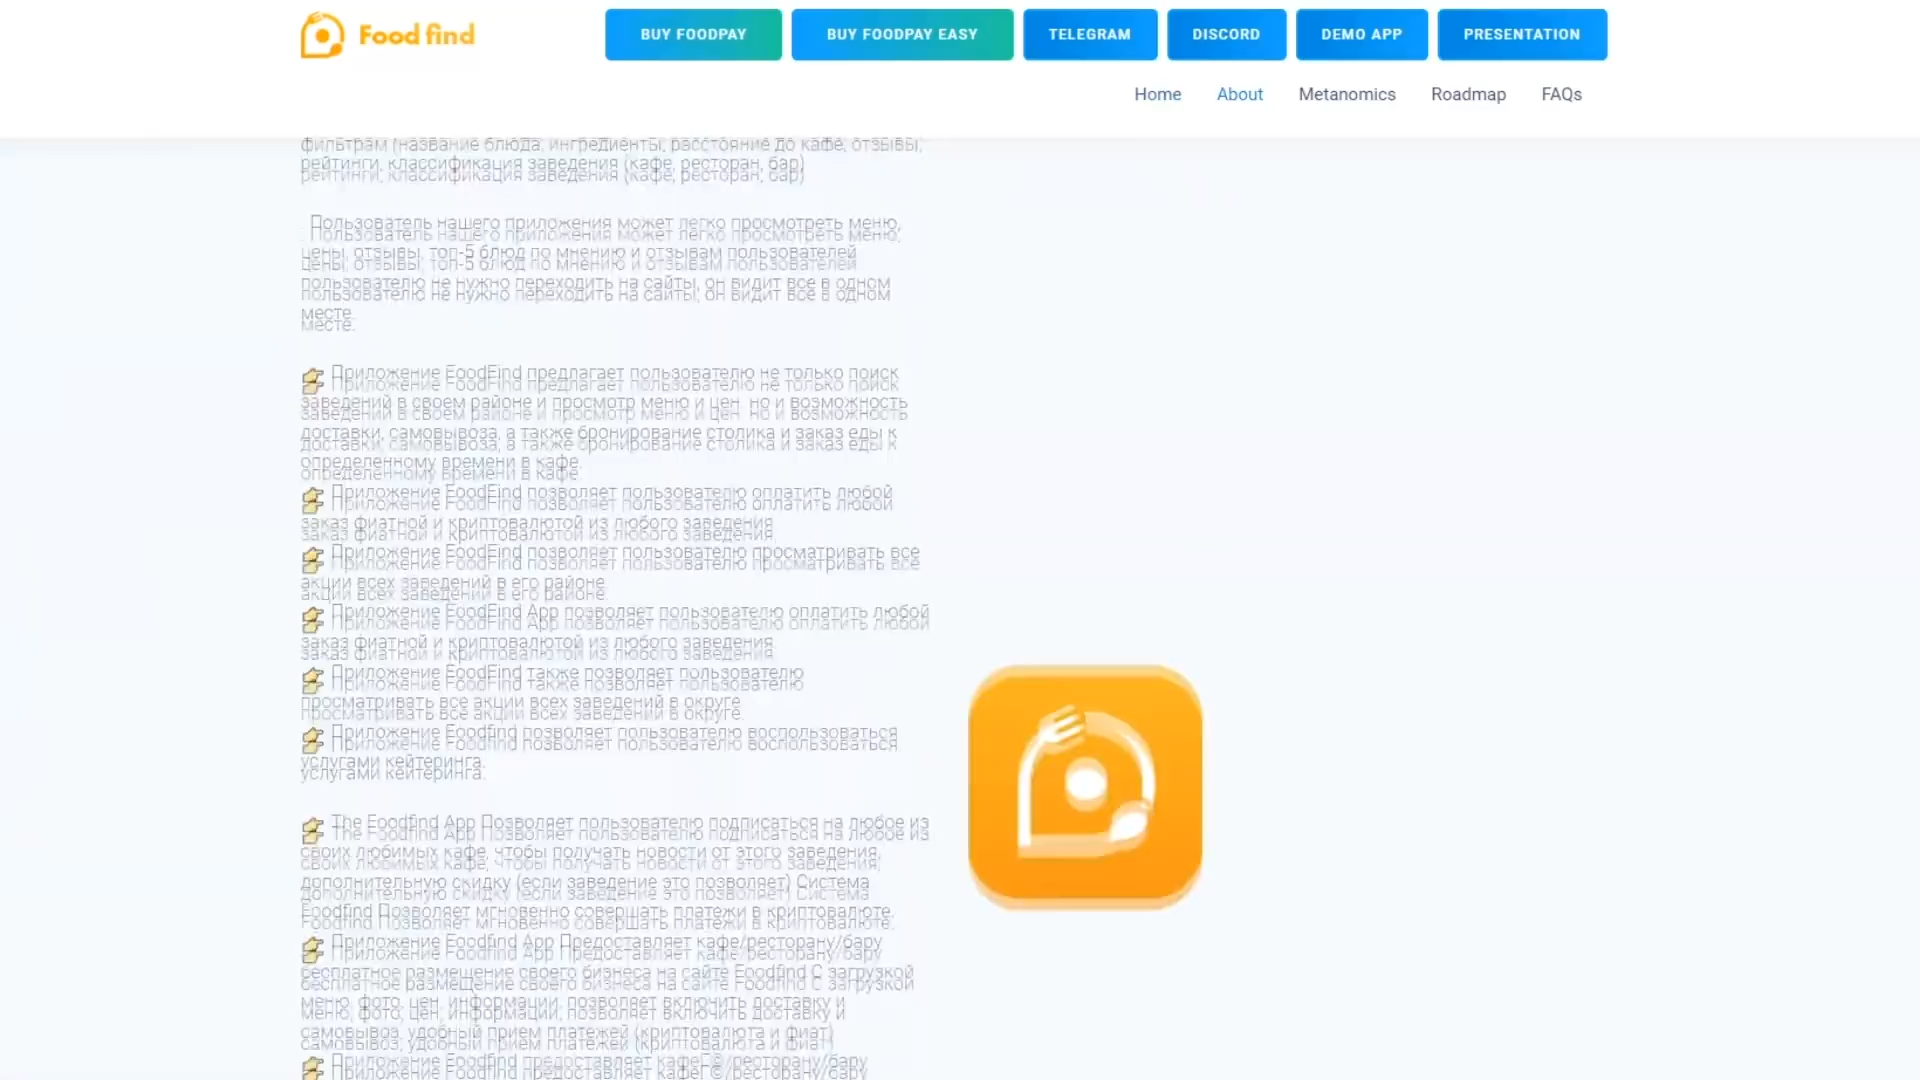 Food find
BUY FOODPAY
BUY FOODPAY EASY
TELEGRAM
DISCORD
DEMO APP
PRESENTATION
Home
About
Metanomics
Roadmap
FAQs
фильтрам (название блюда, ингредиенты, расстояние до кафе, отзывы,
рейтинги, классификация заведения (кафе, ресторан, бар)
. Пользователь нашего приложения может легко просмотреть меню,
цены, отзывы, топ-5 блюд по мнению и отзывам пользователей
пользователю не нужно переходить на сайты, он видит все в одном
месте.
👉 Приложение FoodFind предлагает пользователю не только поиск
заведений в своем районе и просмотр меню и цен, но и возможность
доставки, самовывоза, а также бронирование столика и заказ еды к
определенному времени в кафе.
👉 Приложение FoodFind позволяет пользователю оплатить любой
заказ фиатной и криптовалютой из любого заведения
👉 Приложение FoodFind позволяет пользователю просматривать все
акции всех заведений в его районе.
👉 Приложение FoodFind App позволяет пользователю оплатить любой
заказ фиатной и криптовалютой из любого заведения
👉 Приложение FoodFind также позволяет пользователю
просматривать все акции всех заведений в округе.
👉 Приложение Foodfind позволяет пользователю воспользоваться
услугами кейтеринга.
👉 The Foodfind App Позволяет пользователю подписаться на любое из
своих любимых кафе, чтобы получать новости от этого заведения,
дополнительную скидку (если заведение это позволяет) Система
Foodfind Позволяет мгновенно совершать платежи в криптовалюте.
👉 Приложение Foodfind App Предоставляет кафе/ресторану/бару
бесплатное размещение своего бизнеса на сайте Foodfind С загрузкой
меню, фото, цен, информации, позволяет включить доставку и
самовывоз, удобный прием платежей (криптовалюта и фиат)
👉 Приложение Foodfind предоставляет /ресторану/бару